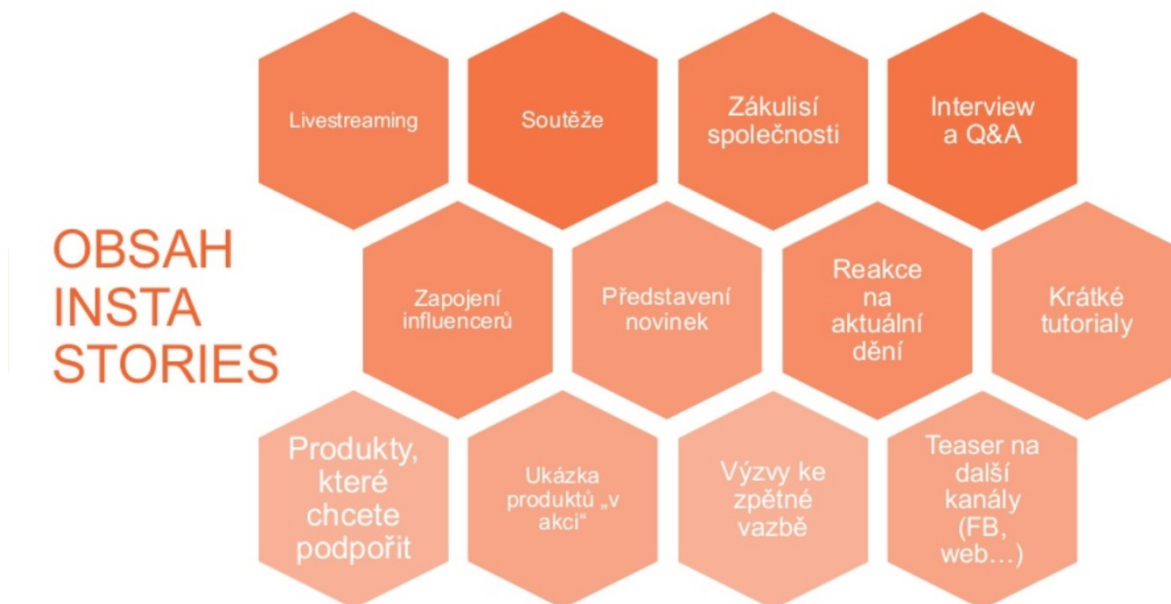 OBSAH
INSTA
STORIES
Livestreaming
Soutěže
Zákulisí
společnosti
Interview
a Q&A
Zapojení
influencerů
Představení
novinek
Reakce
na
aktuální
dění
Krátké
tutorialy
Produkty,
které
chcete
podpořit
Ukázka
produktů „v
akci“
Výzvy ke
zpětné
vazbě
Teaser na
další
kanály
(FB,
web…)